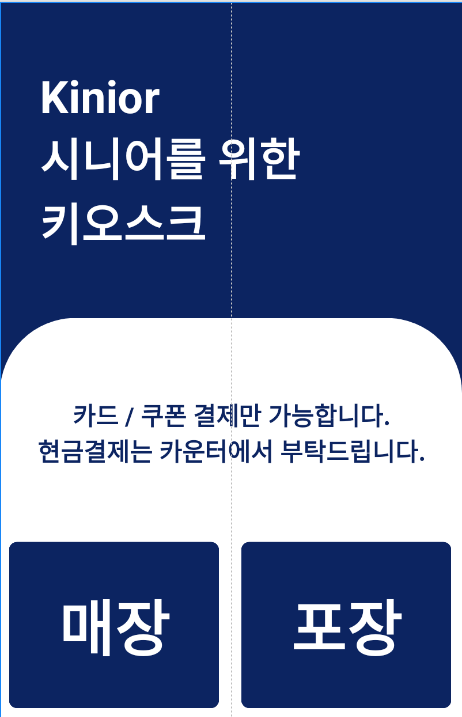 Kinior
시니어를 위한
키오스크
카드 / 쿠폰 결제만 가능합니다.
현금결제는 카운터에서 부탁드립니다.
매장
포장